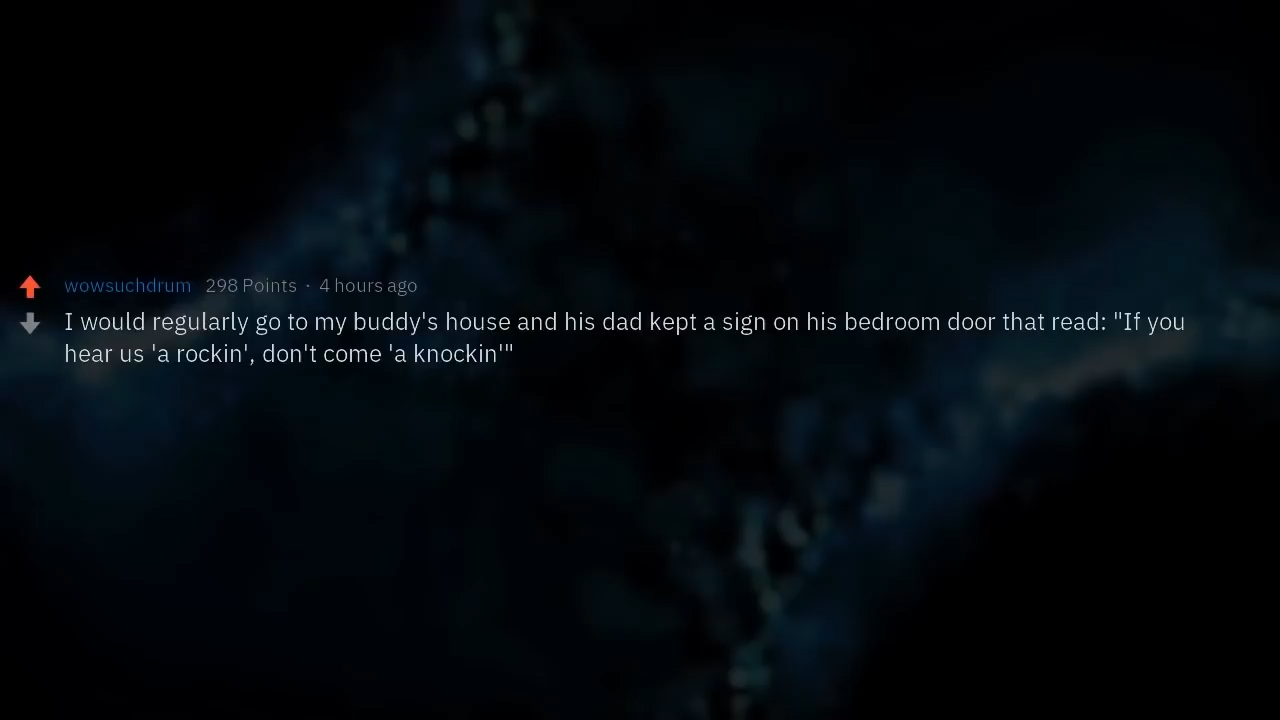 wowsuchdrum 298 Points · 4 hours ago
I would regularly go to my buddy's house and his dad kept a sign on his bedroom door that read: "If you
hear us 'a rockin', don't come 'a knockin'"